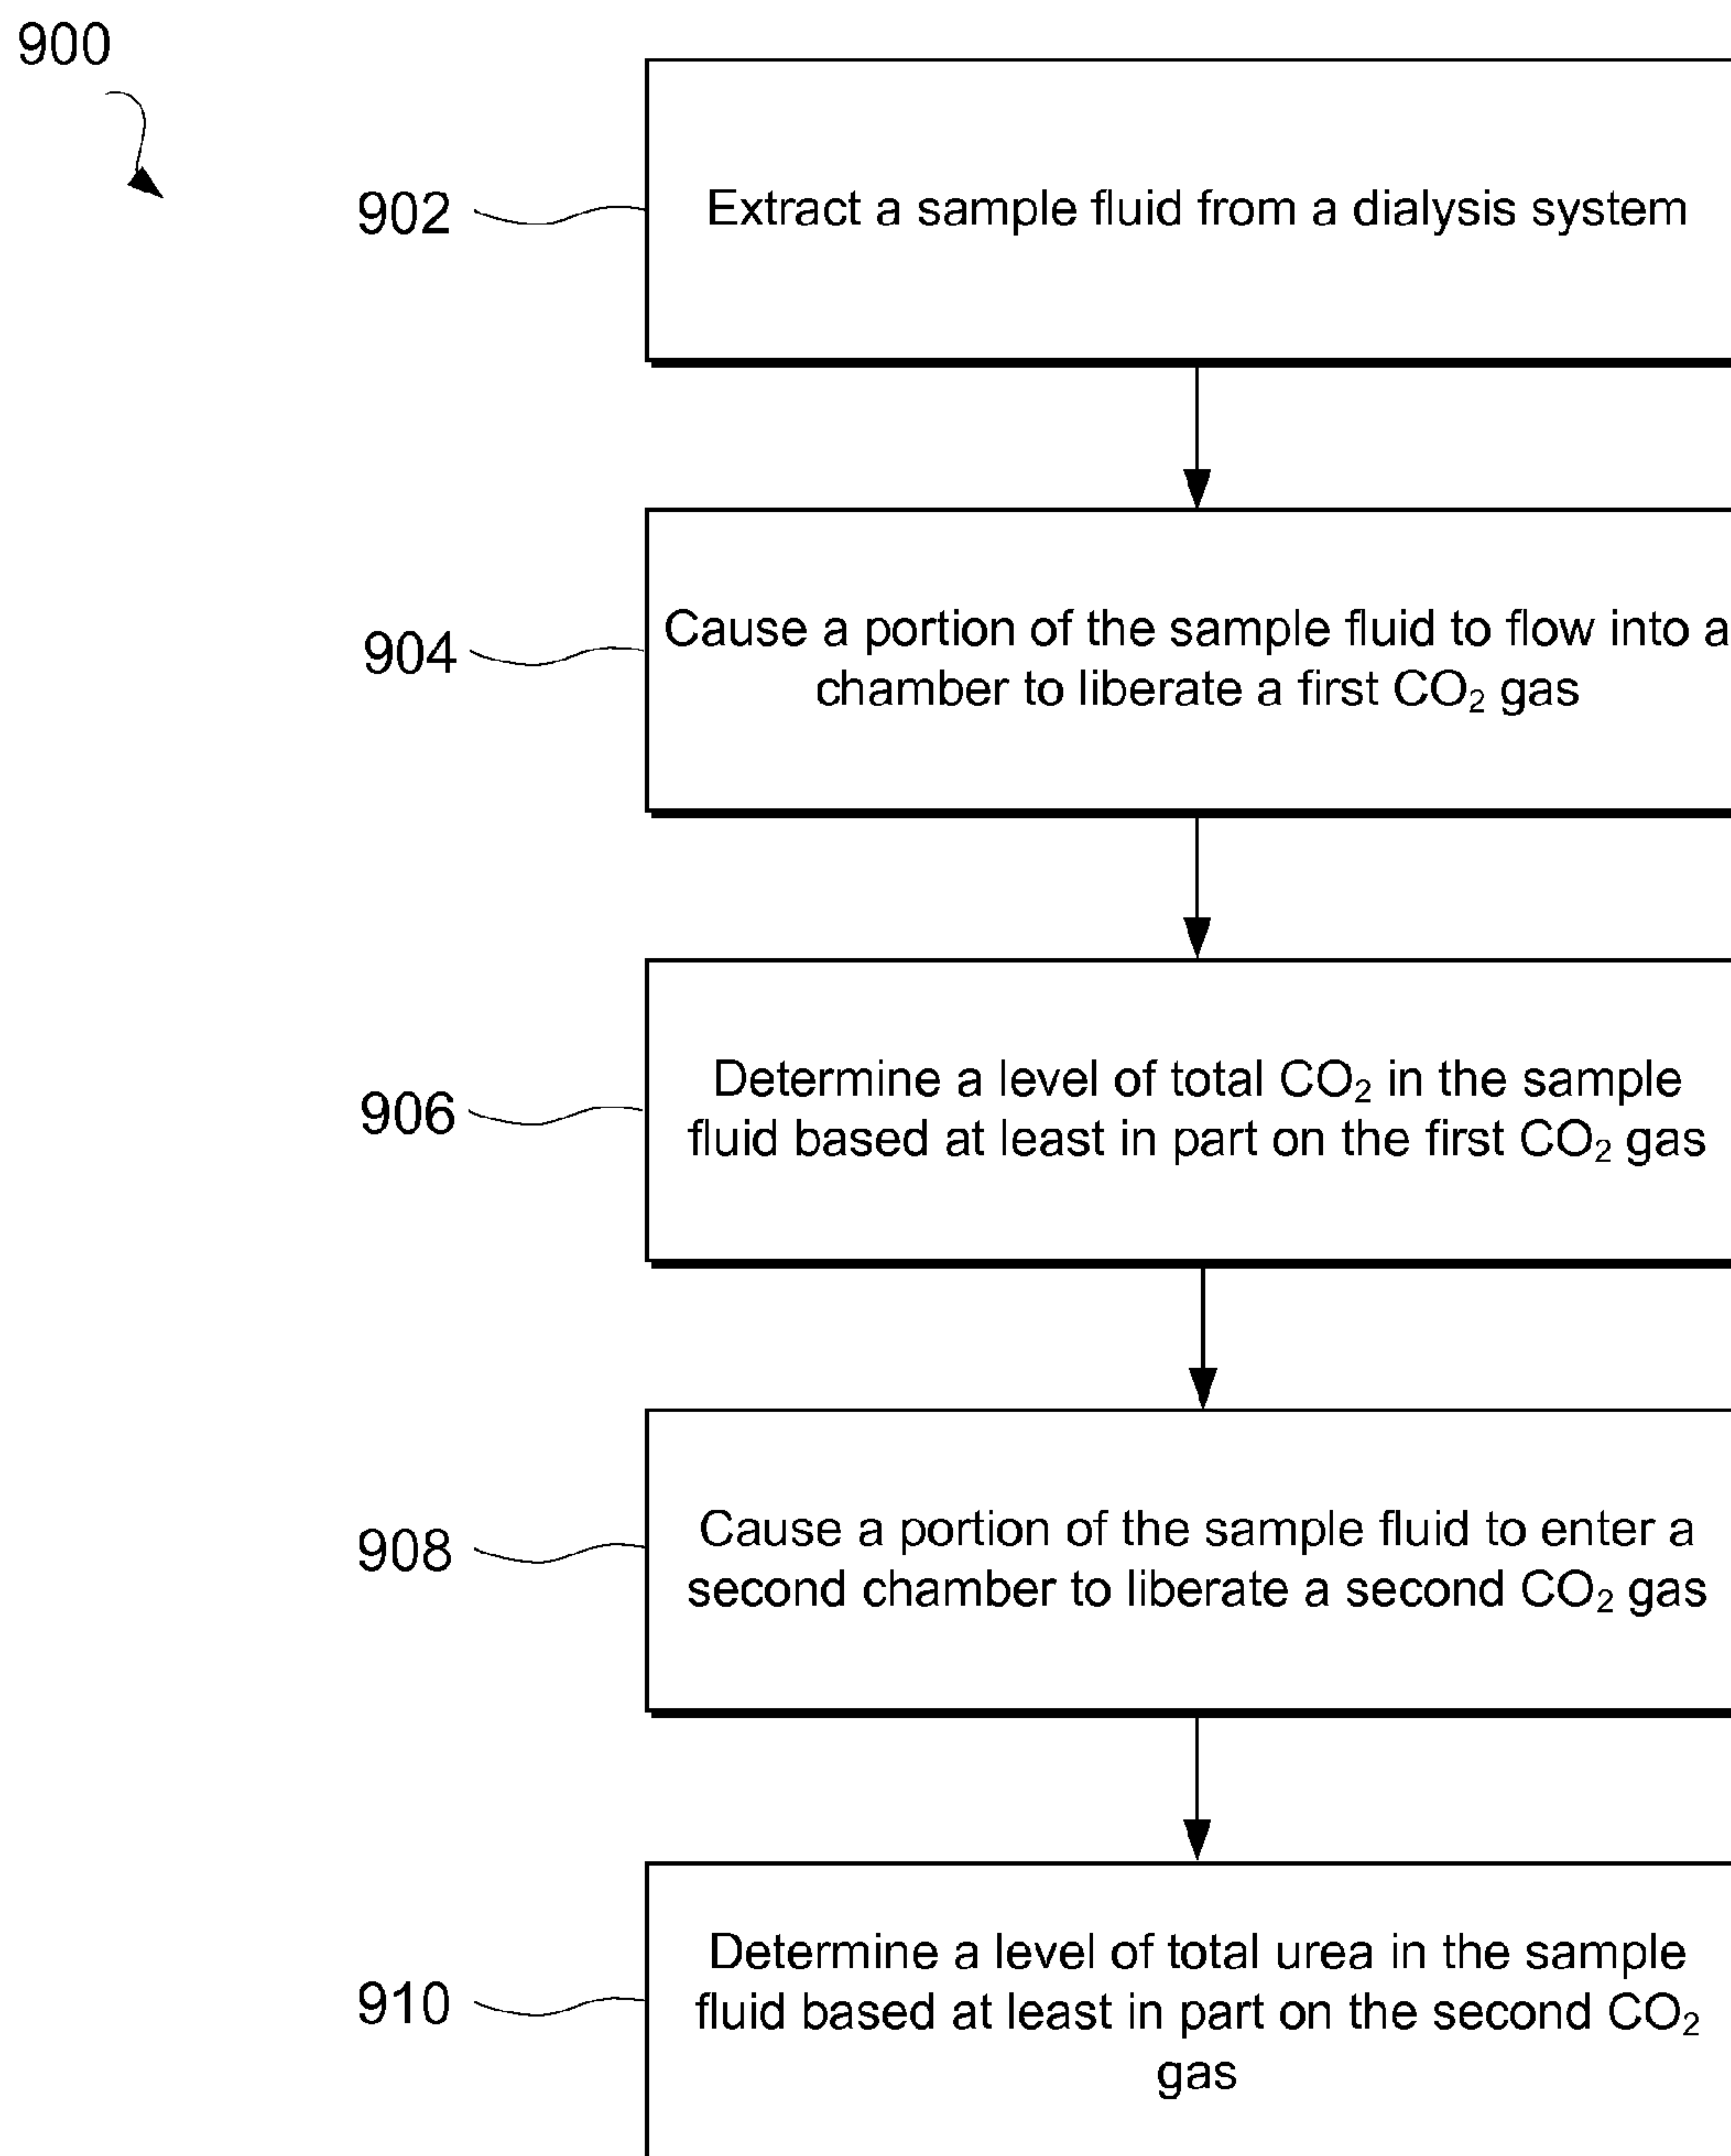 900
902
Extract a sample fluid from a dialysis system
904
Cause a portion of the sample fluid to flow into a
chamber to liberate a first CO₂ gas
906
Determine a level of total CO₂ in the sample
fluid based at least in part on the first CO₂ gas
908
Cause a portion of the sample fluid to enter a
second chamber to liberate a second CO₂ gas
910
Determine a level of total urea in the sample
fluid based at least in part on the second CO₂
gas